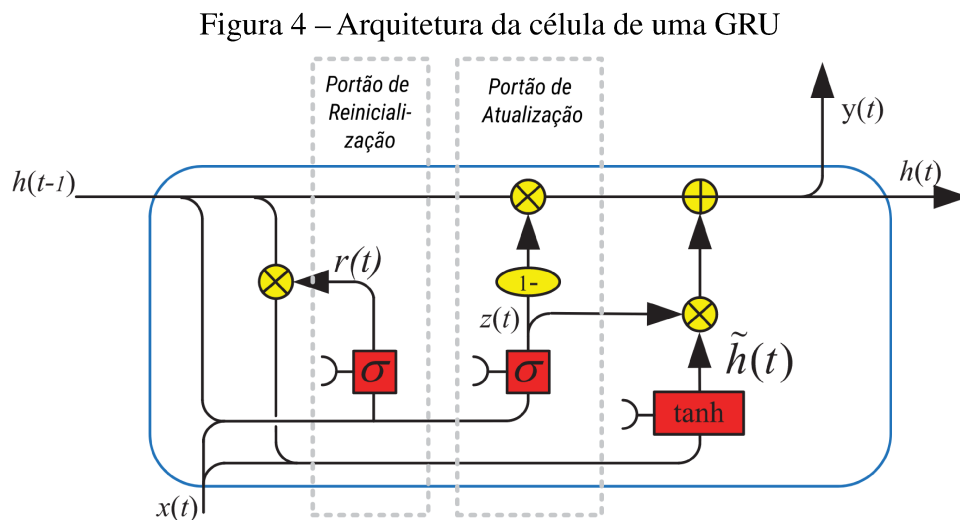 Figura 4 – Arquitetura da célula de uma GRU
Portão de
Reiniciali-
zação
Portão de
Atualização
y(t)
h(t-1)
h(t)
r(t)
1-
z(t)
σ
σ
h̃(t)
tanh
x(t)